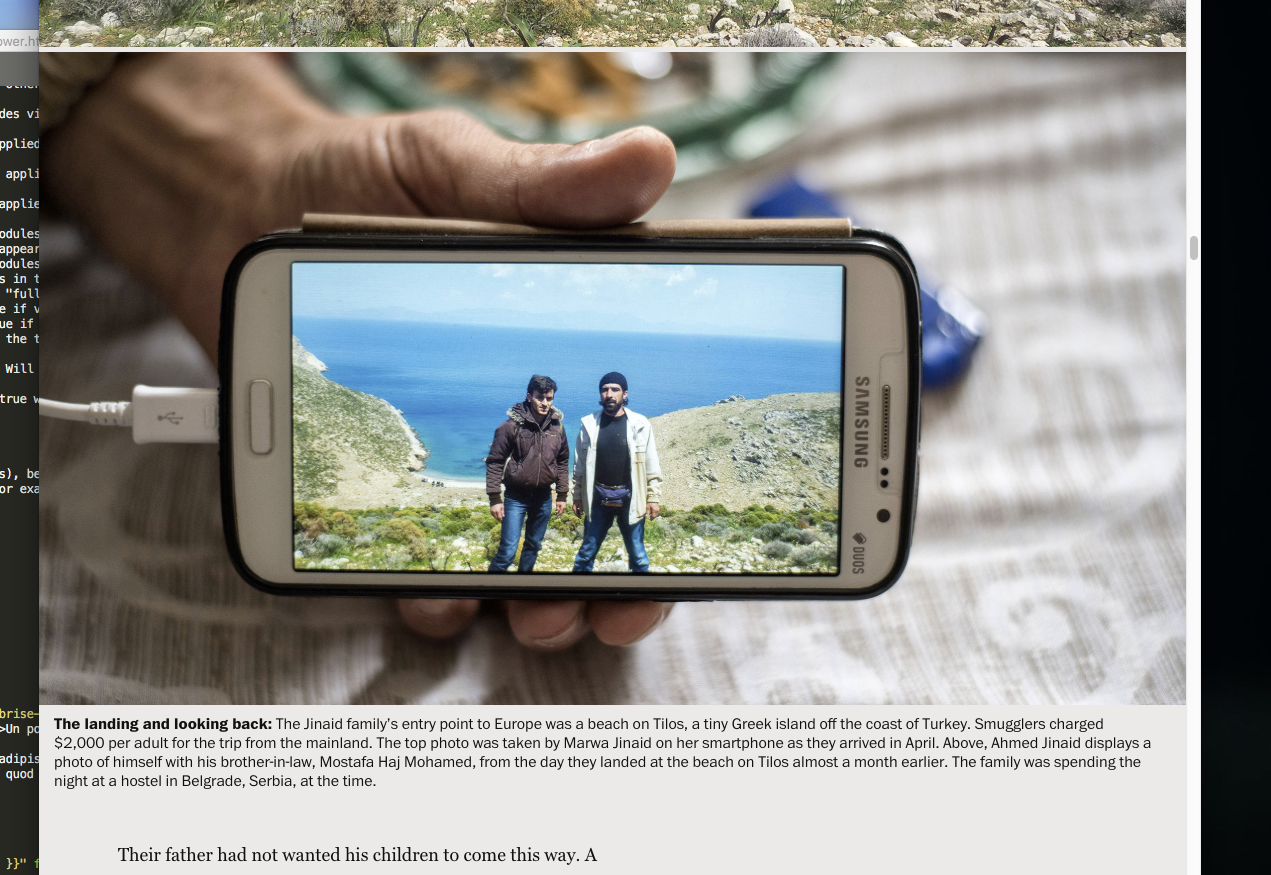 ower.ht
des vi
pplied
appli
applie
odules
appear
odules
s in t
"full
e if v
ue if
the t
Will
true w
s), be
or exa
SAMSUNG
DUOS
brise-
>Un po
adipis
quod
}}" f
The landing and looking back: The Jinaid family’s entry point to Europe was a beach on Tilos, a tiny Greek island off the coast of Turkey. Smugglers charged
$2,000 per adult for the trip from the mainland. The top photo was taken by Marwa Jinaid on her smartphone as they arrived in April. Above, Ahmed Jinaid displays a
photo of himself with his brother-in-law, Mostafa Haj Mohamed, from the day they landed at the beach on Tilos almost a month earlier. The family was spending the
night at a hostel in Belgrade, Serbia, at the time.
Their father had not wanted his children to come this way. A